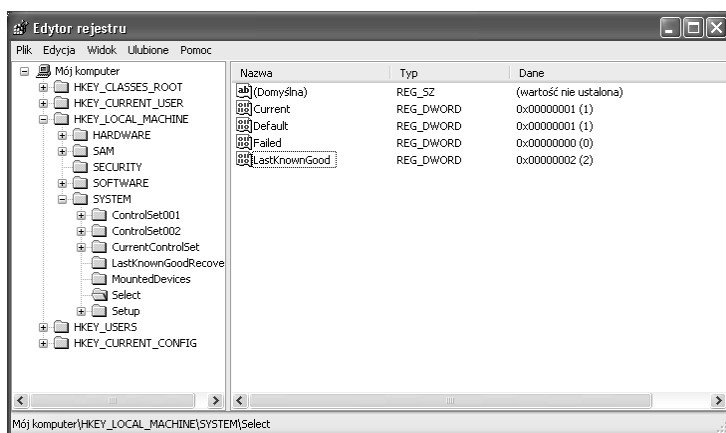 Edytor rejestru
Plik Edycja Widok Ulubione Pomoc
Mój komputer
HKEY_CLASSES_ROOT
HKEY_CURRENT_USER
HKEY_LOCAL_MACHINE
HARDWARE
SAM
SECURITY
SOFTWARE
SYSTEM
ControlSet001
ControlSet002
CurrentControlSet
LastKnownGoodRecove
MountedDevices
Select
Setup
HKEY_USERS
HKEY_CURRENT_CONFIG
Nazwa Typ Dane
(Domyślna) REG_SZ (wartość nie ustalona)
Current REG_DWORD 0x00000001 (1)
Default REG_DWORD 0x00000001 (1)
Failed REG_DWORD 0x00000000 (0)
LastKnownGood REG_DWORD 0x00000002 (2)
Mój komputer\HKEY_LOCAL_MACHINE\SYSTEM\Select